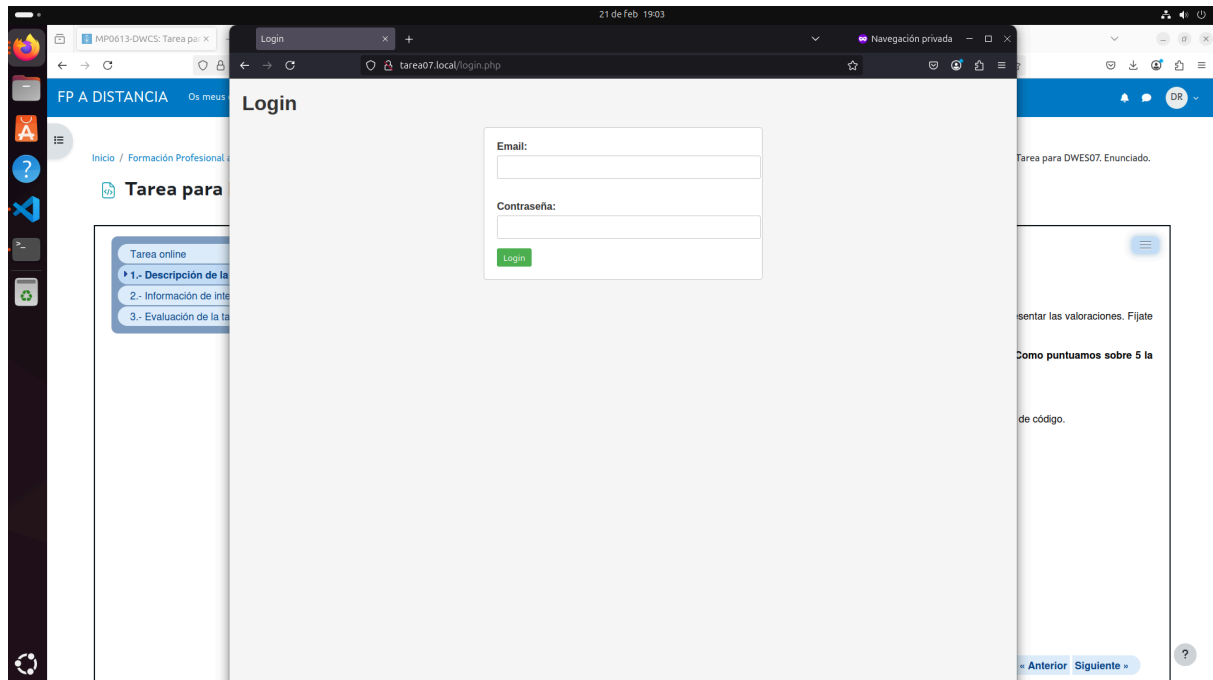 21 de feb 19:03
MP0613-DWCS: Tarea par
Login
Navegación privada
tarea07.local/login.php
FP A DISTANCIA
Os meus
DR
Login
Email:
Contraseña:
Login
Inicio / Formación Profesional
Tarea para DWES07. Enunciado.
Tarea para
Tarea online
1.- Descripción de la
2.- Información de inte
3.- Evaluación de la ta
sentar las valoraciones. Fíjate
Como puntuamos sobre 5 la
de código.
« Anterior Siguiente »
?